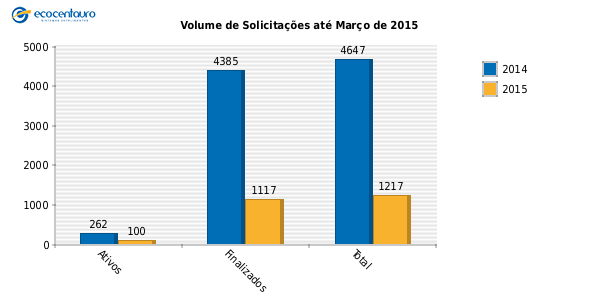 ecocentauro
Volume de Solicitações até Março de 2015
5000
4000
3000
2000
1000
0
262
100
4385
1117
4647
1217
Ativos
Finalizados
Total
2014
2015